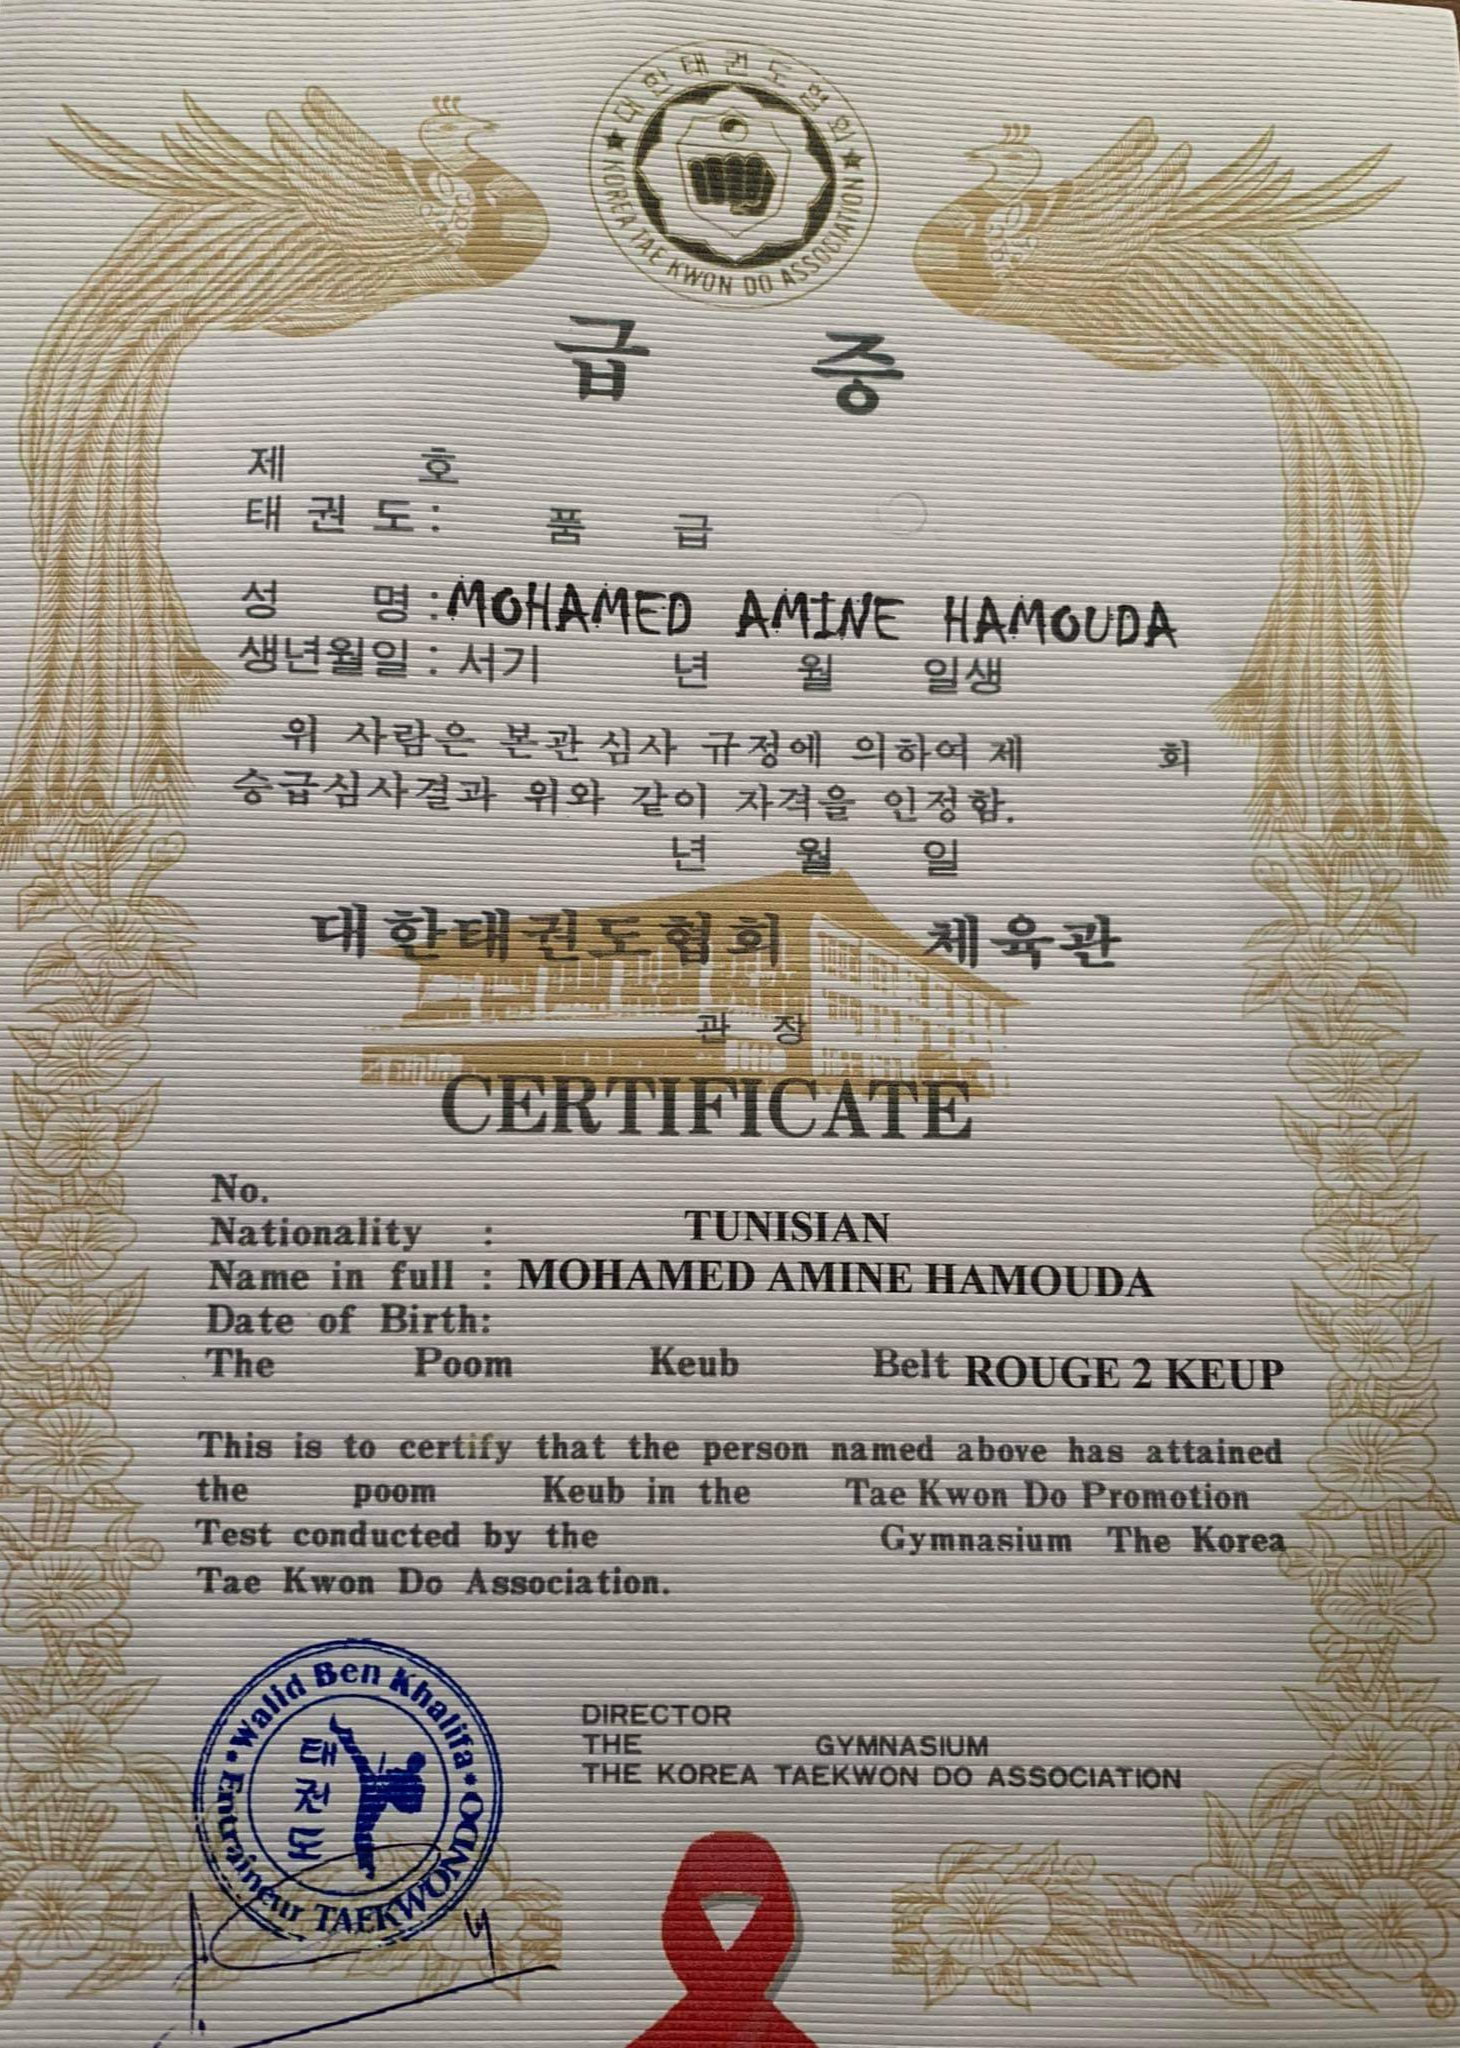 대한태권도협회
★ KOREA TAE KWON DO ASSOCIATION ★
급 증
제 호
태 권 도 : 품 급
성 명 : MOHAMED AMINE HAMOUDA
생년월일 : 서기 년 월 일생
위 사람은 본관 심사 규정에 의하여 제 회
승급심사결과 위와 같이 자격을 인정함.
년 월 일
대한태권도협회 체육관
관 장
CERTIFICATE
No.
Nationality : TUNISIAN
Name in full : MOHAMED AMINE HAMOUDA
Date of Birth:
The Poom Keub Belt ROUGE 2 KEUP
This is to certify that the person named above has attained
the poom Keub in the Tae Kwon Do Promotion
Test conducted by the Gymnasium The Korea
Tae Kwon Do Association.
Walid Ben Khalifa
태
권
도
Entraineur TAEKWONDO
DIRECTOR
THE GYMNASIUM
THE KOREA TAEKWON DO ASSOCIATION